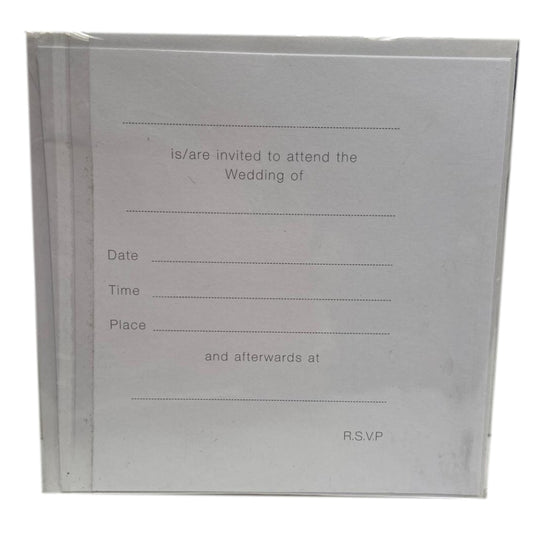 is/are invited to attend the
Wedding of
Date
Time
Place
and afterwards at
R.S.V.P